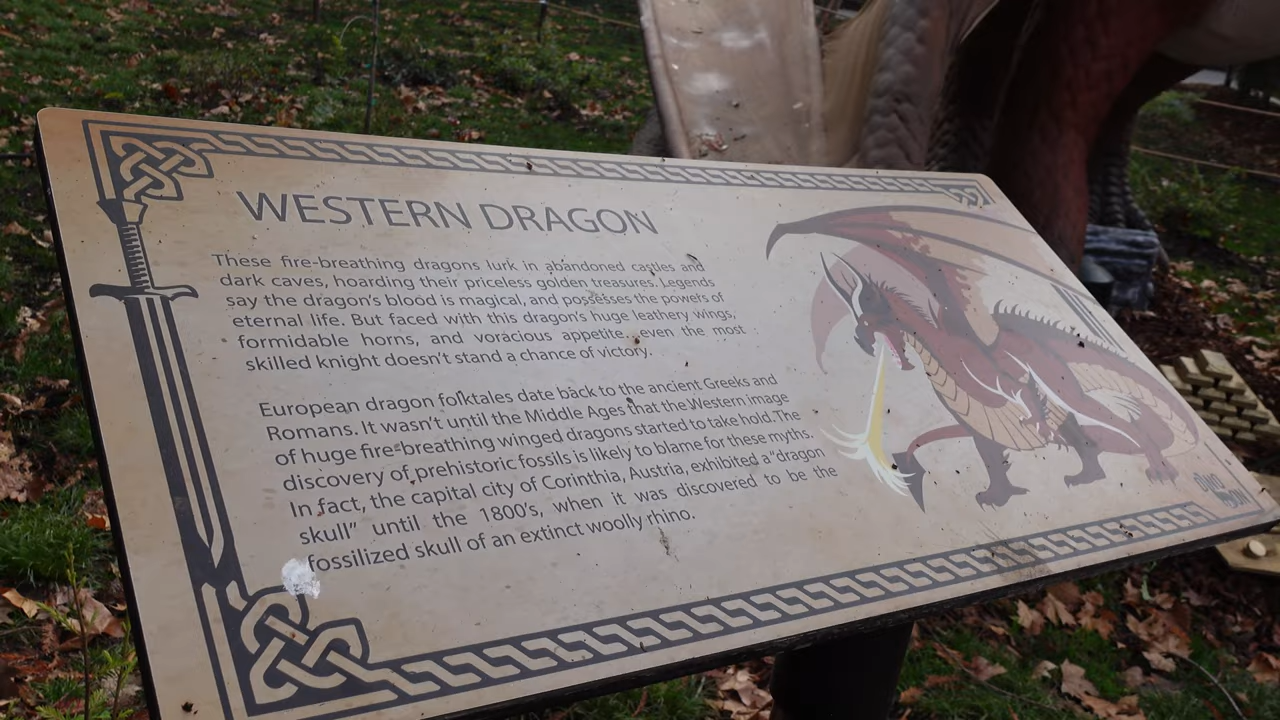 WESTERN DRAGON
These fire-breathing dragons lurk in abandoned castles and
dark caves, hoarding their priceless golden treasures. Legends
say the dragon's blood is magical, and possesses the powers of
eternal life. But faced with this dragon's huge leathery wings,
formidable horns, and voracious appetite, even the most
skilled knight doesn't stand a chance of victory.
European dragon folktales date back to the ancient Greeks and
Romans. It wasn't until the Middle Ages that the Western image
of huge fire-breathing winged dragons started to take hold. The
discovery of prehistoric fossils is likely to blame for these myths.
In fact, the capital city of Corinthia, Austria, exhibited a "dragon
skull" until the 1800's, when it was discovered to be the
fossilized skull of an extinct woolly rhino.